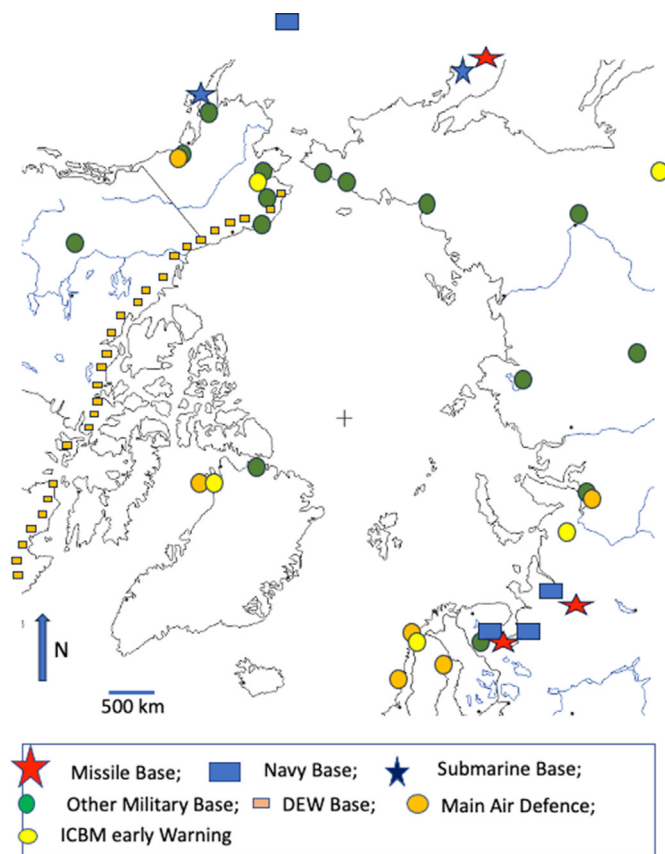 N
500 km
Missile Base; Navy Base; Submarine Base;
Other Military Base; DEW Base; Main Air Defence;
ICBM early Warning